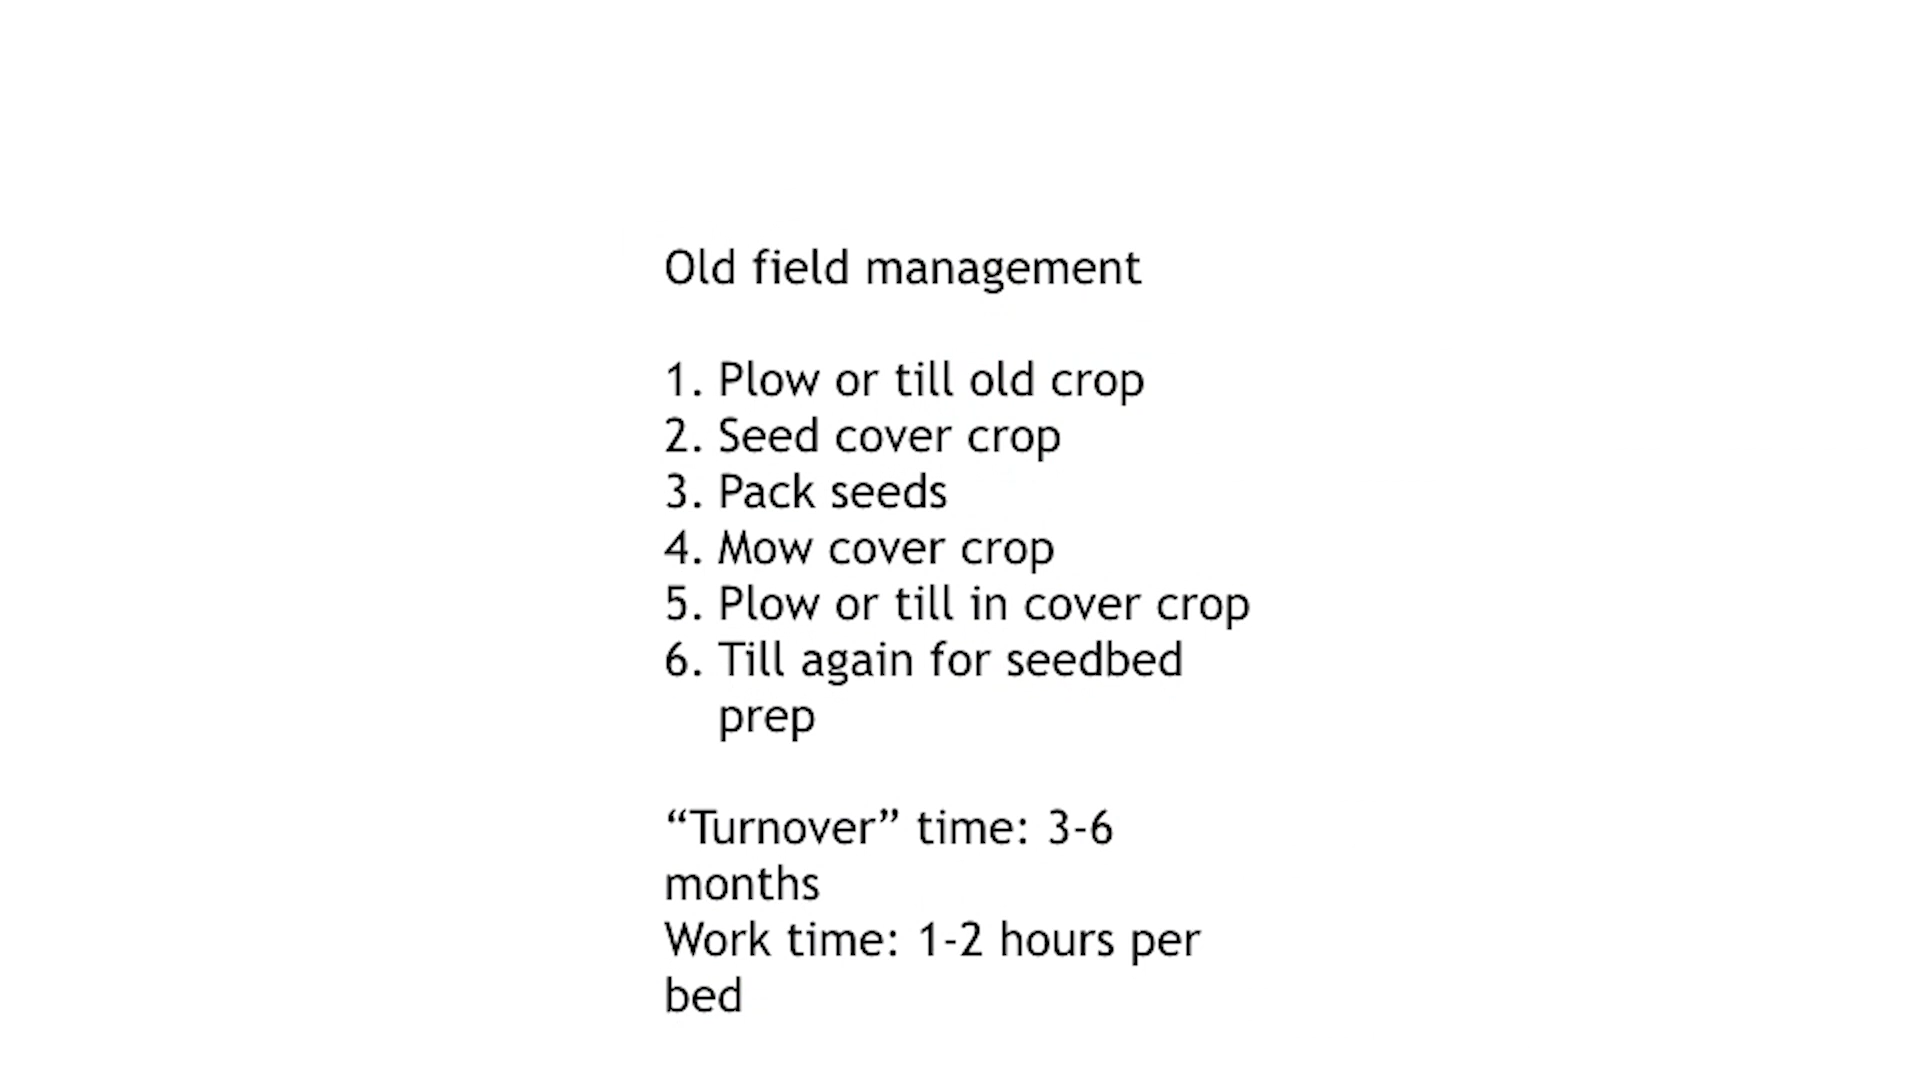 Old field management
1. Plow or till old crop
2. Seed cover crop
3. Pack seeds
4. Mow cover crop
5. Plow or till in cover crop
6. Till again for seedbed
prep
“Turnover” time: 3-6
months
Work time: 1-2 hours per
bed